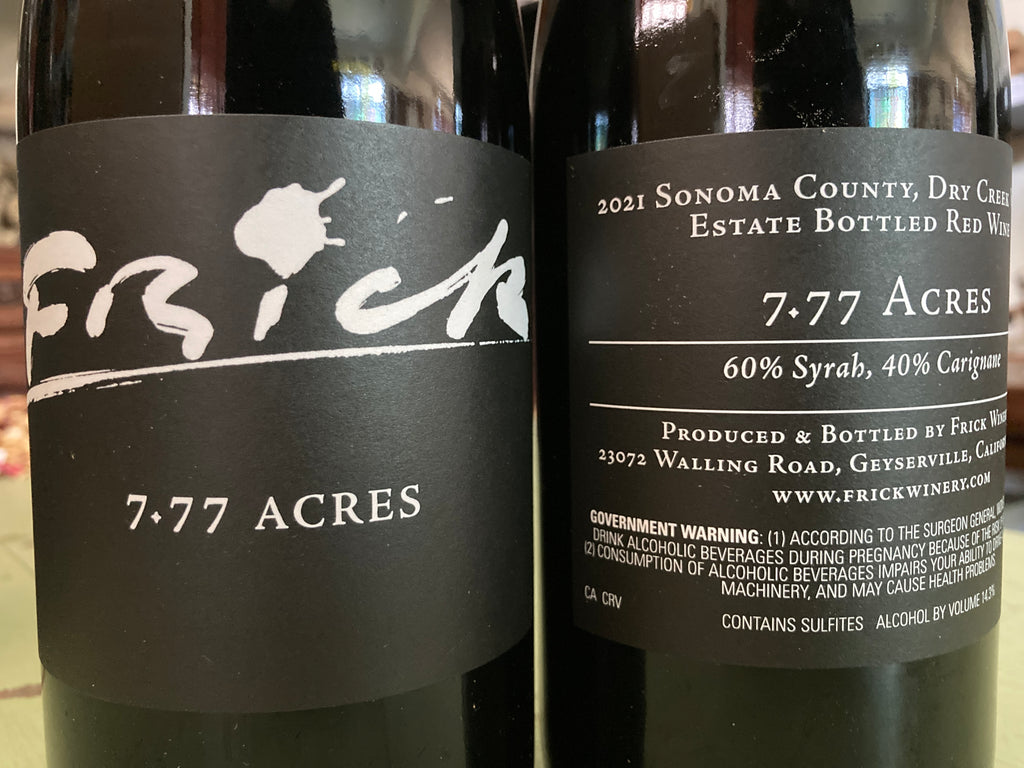 Frick
7.77 ACRES
2021 SONOMA COUNTY, DRY CREEK
ESTATE BOTTLED RED WINE
7.77 ACRES
60% Syrah, 40% Carignane
PRODUCED & BOTTLED BY FRICK
23072 WALLING ROAD, GEYSERVILLE,
WWW.FRICKWINERY.COM
GOVERNMENT WARNING: (1) ACCORDING TO THE SURGEON GENERAL,
DRINK ALCOHOLIC BEVERAGES DURING PREGNANCY BECAUSE OF THE
(2) CONSUMPTION OF ALCOHOLIC BEVERAGES IMPAIRS YOUR ABILITY TO
MACHINERY, AND MAY CAUSE HEALTH PROBLEMS
CA CRV
CONTAINS SULFITES ALCOHOL BY VOLUME 14.3%